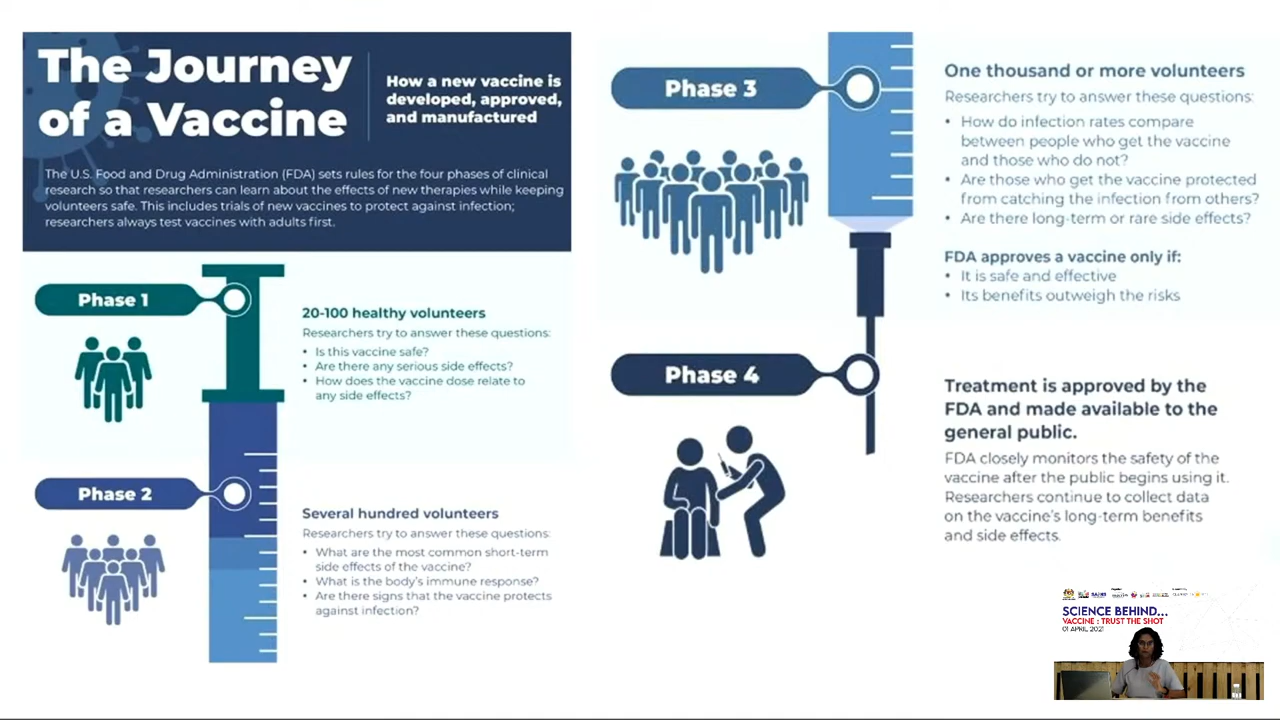 The Journey
of a Vaccine
How a new vaccine is
developed, approved,
and manufactured
The U.S. Food and Drug Administration (FDA) sets rules for the four phases of clinical
research so that researchers can learn about the effects of new therapies while keeping
volunteers safe. This includes trials of new vaccines to protect against infection;
researchers always test vaccines with adults first.
Phase 1
20-100 healthy volunteers
Researchers try to answer these questions:
• Is this vaccine safe?
• Are there any serious side effects?
• How does the vaccine dose relate to
any side effects?
Phase 2
Several hundred volunteers
Researchers try to answer these questions:
• What are the most common short-term
side effects of the vaccine?
• What is the body's immune response?
• Are there signs that the vaccine protects
against infection?
Phase 3
One thousand or more volunteers
Researchers try to answer these questions:
• How do infection rates compare
between people who get the vaccine
and those who do not?
• Are those who get the vaccine protected
from catching the infection from others?
• Are there long-term or rare side effects?
FDA approves a vaccine only if:
• It is safe and effective
• Its benefits outweigh the risks
Phase 4
Treatment is approved by the
FDA and made available to the
general public.
FDA closely monitors the safety of the
vaccine after the public begins using it.
Researchers continue to collect data
on the vaccine's long-term benefits
and side effects.
SCIENCE BEHIND...
VACCINE : TRUST THE SHOT
01 APRIL 2021